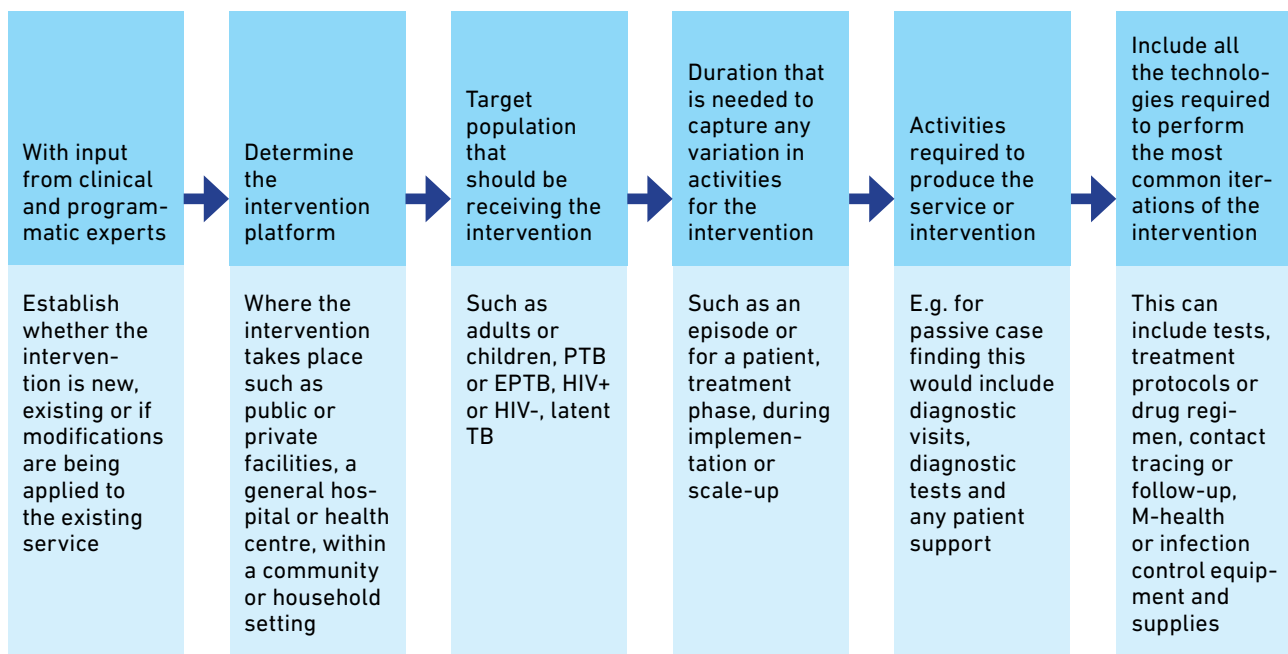 With input
from clinical
and program-
matic experts
Establish
whether the
interven-
tion is new,
existing or if
modifications
are being
applied to
the existing
service
Determine
the
intervention
platform
Where the
intervention
takes place
such as
public or
private
facilities, a
general hos-
pital or health
centre, within
a community
or household
setting
Target
population
that
should be
receiving the
intervention
Such as
adults or
children, PTB
or EPTB, HIV+
or HIV-, latent
TB
Duration that
is needed to
capture any
variation in
activities
for the
intervention
Such as an
episode or
for a patient,
treatment
phase, during
implemen-
tation or
scale-up
Activities
required to
produce the
service or
intervention
E.g. for
passive case
finding this
would include
diagnostic
visits,
diagnostic
tests and
any patient
support
Include all
the technolo-
gies required
to perform
the most
common iter-
ations of the
intervention
This can
include tests,
treatment
protocols or
drug regi-
men, contact
tracing or
follow-up,
M-health
or infection
control equip-
ment and
supplies